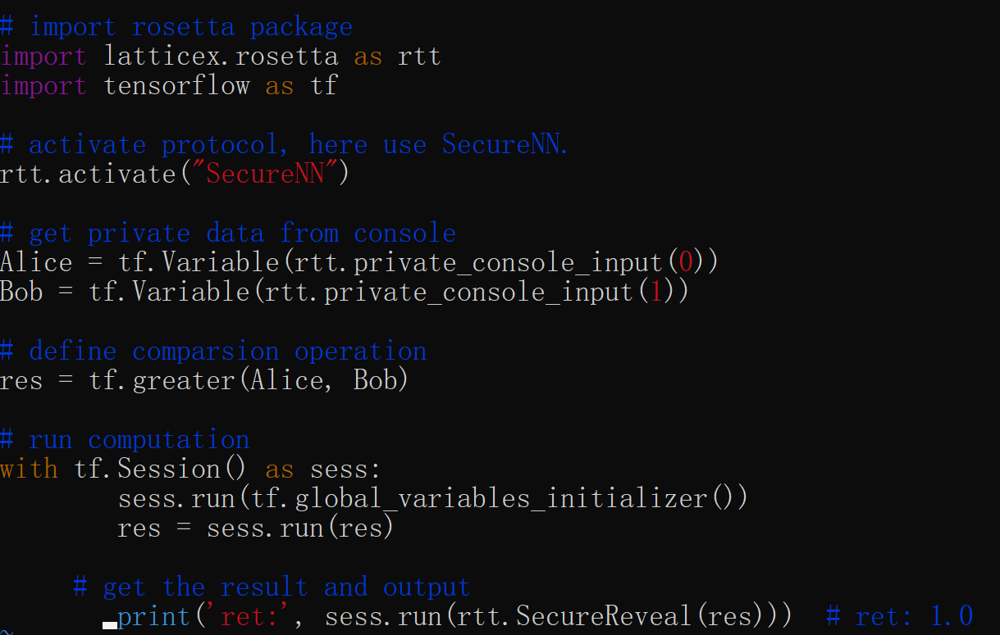 # import rosetta package
import latticex.rosetta as rtt
import tensorflow as tf
# activate protocol, here use SecureNN.
rtt.activate("SecureNN")
# get private data from console
Alice = tf.Variable(rtt.private_console_input(0))
Bob = tf.Variable(rtt.private_console_input(1))
# define comparsion operation
res = tf.greater(Alice, Bob)
# run computation
with tf.Session() as sess:
        sess.run(tf.global_variables_initializer())
        res = sess.run(res)
     # get the result and output
        print('ret:', sess.run(rtt.SecureReveal(res)))  # ret: 1.0
~